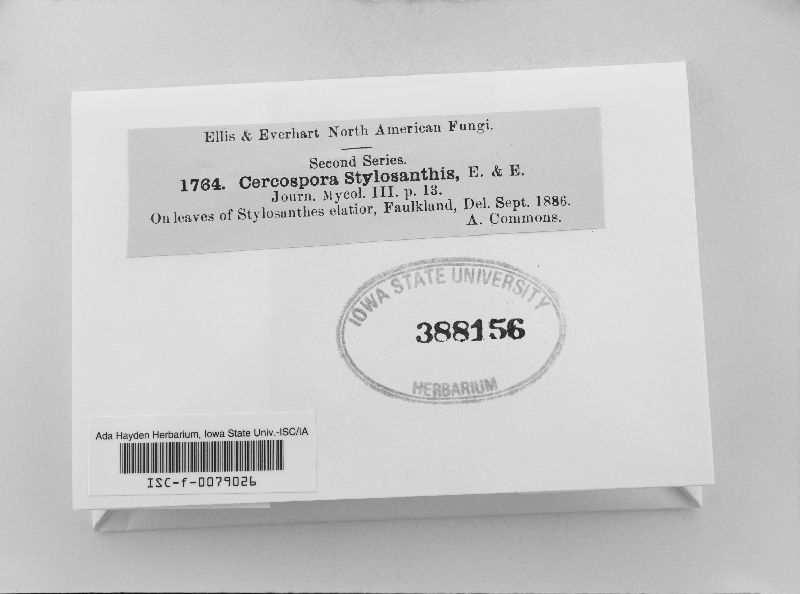 Ellis & Everhart North American Fungi.
Second Series.
1764. Cercospora Stylosanthis, E. & E.
Journ. Mycol. III. p. 13.
On leaves of Stylosanthes elatior, Faulkland, Del. Sept. 1886.
A. Commons.
IOWA STATE UNIVERSITY
388156
HERBARIUM
Ada Hayden Herbarium, Iowa State Univ.-ISC/IA
ISC-f-0079026